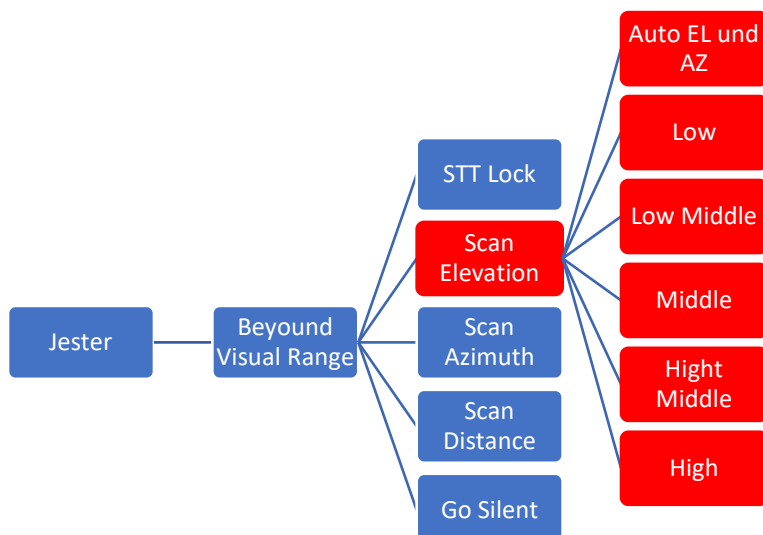 Jester
Beyound
Visual Range
STT Lock
Scan
Elevation
Scan
Azimuth
Scan
Distance
Go Silent
Auto EL und
AZ
Low
Low Middle
Middle
Hight
Middle
High